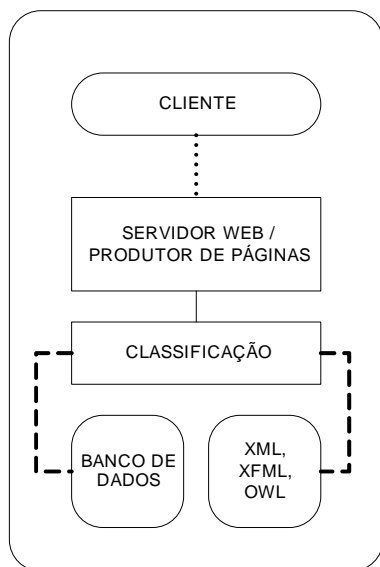 CLIENTE
SERVIDOR WEB /
PRODUTOR DE PÁGINAS
CLASSIFICAÇÃO
BANCO DE
DADOS
XML,
XFML,
OWL